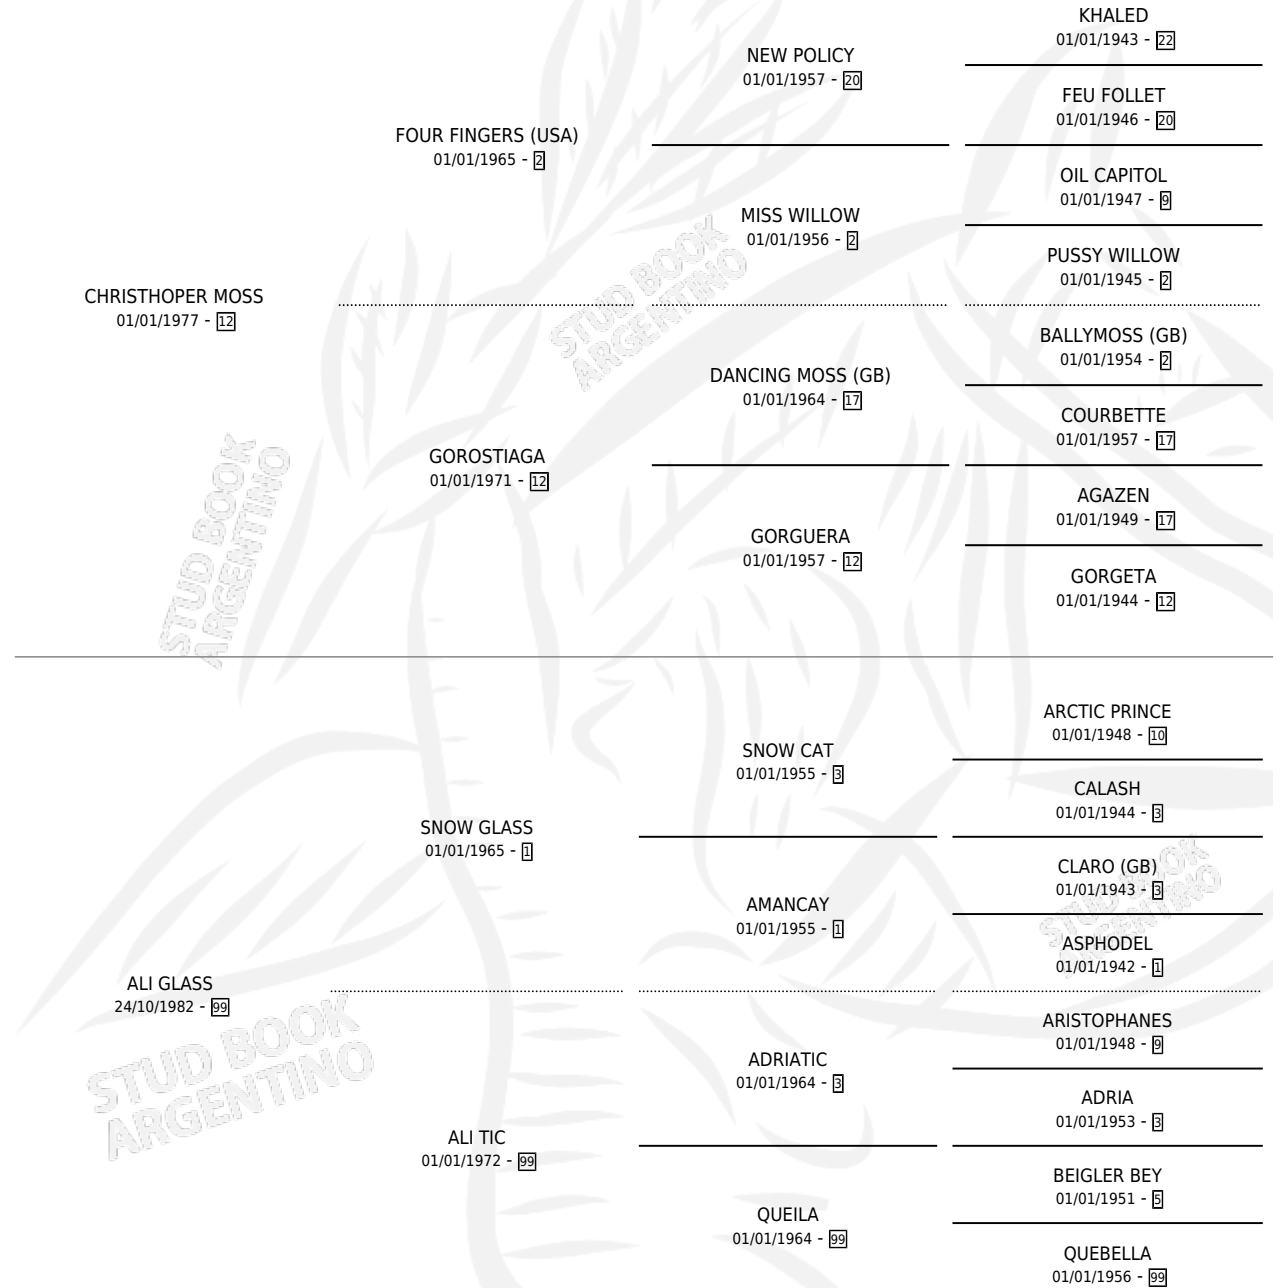 KHALED
01/01/1943 - 22
NEW POLICY
01/01/1957 - 20
FEU FOLLET
01/01/1946 - 20
FOUR FINGERS (USA)
01/01/1965 - 2
OIL CAPITOL
01/01/1947 - 9
MISS WILLOW
01/01/1956 - 2
PUSSY WILLOW
01/01/1945 - 2
STUD BOOK
ARGENTINO
CHRISTHOPER MOSS
01/01/1977 - 12
BALLYMOSS (GB)
01/01/1954 - 2
DANCING MOSS (GB)
01/01/1964 - 17
COURBETTE
01/01/1957 - 17
GOROSTIAGA
01/01/1971 - 12
AGAZEN
01/01/1949 - 17
GORGUERA
01/01/1957 - 12
GORGETA
01/01/1944 - 12
STUD BOOK
ARGENTINO
ARCTIC PRINCE
01/01/1948 - 10
SNOW CAT
01/01/1955 - 3
CALASH
01/01/1944 - 3
SNOW GLASS
01/01/1965 - 1
CLARO (GB)
01/01/1943 - 3
AMANCAY
01/01/1955 - 1
ASPHODEL
01/01/1942 - 1
STUD BOOK
ARGENTINO
ALI GLASS
24/10/1982 - 99
ARISTOPHANES
01/01/1948 - 9
ADRIATIC
01/01/1964 - 3
ADRIA
01/01/1953 - 3
STUD BOOK
ARGENTINO
ALI TIC
01/01/1972 - 99
BEIGLER BEY
01/01/1951 - 5
QUEILA
01/01/1964 - 99
QUEBELLA
01/01/1956 - 99